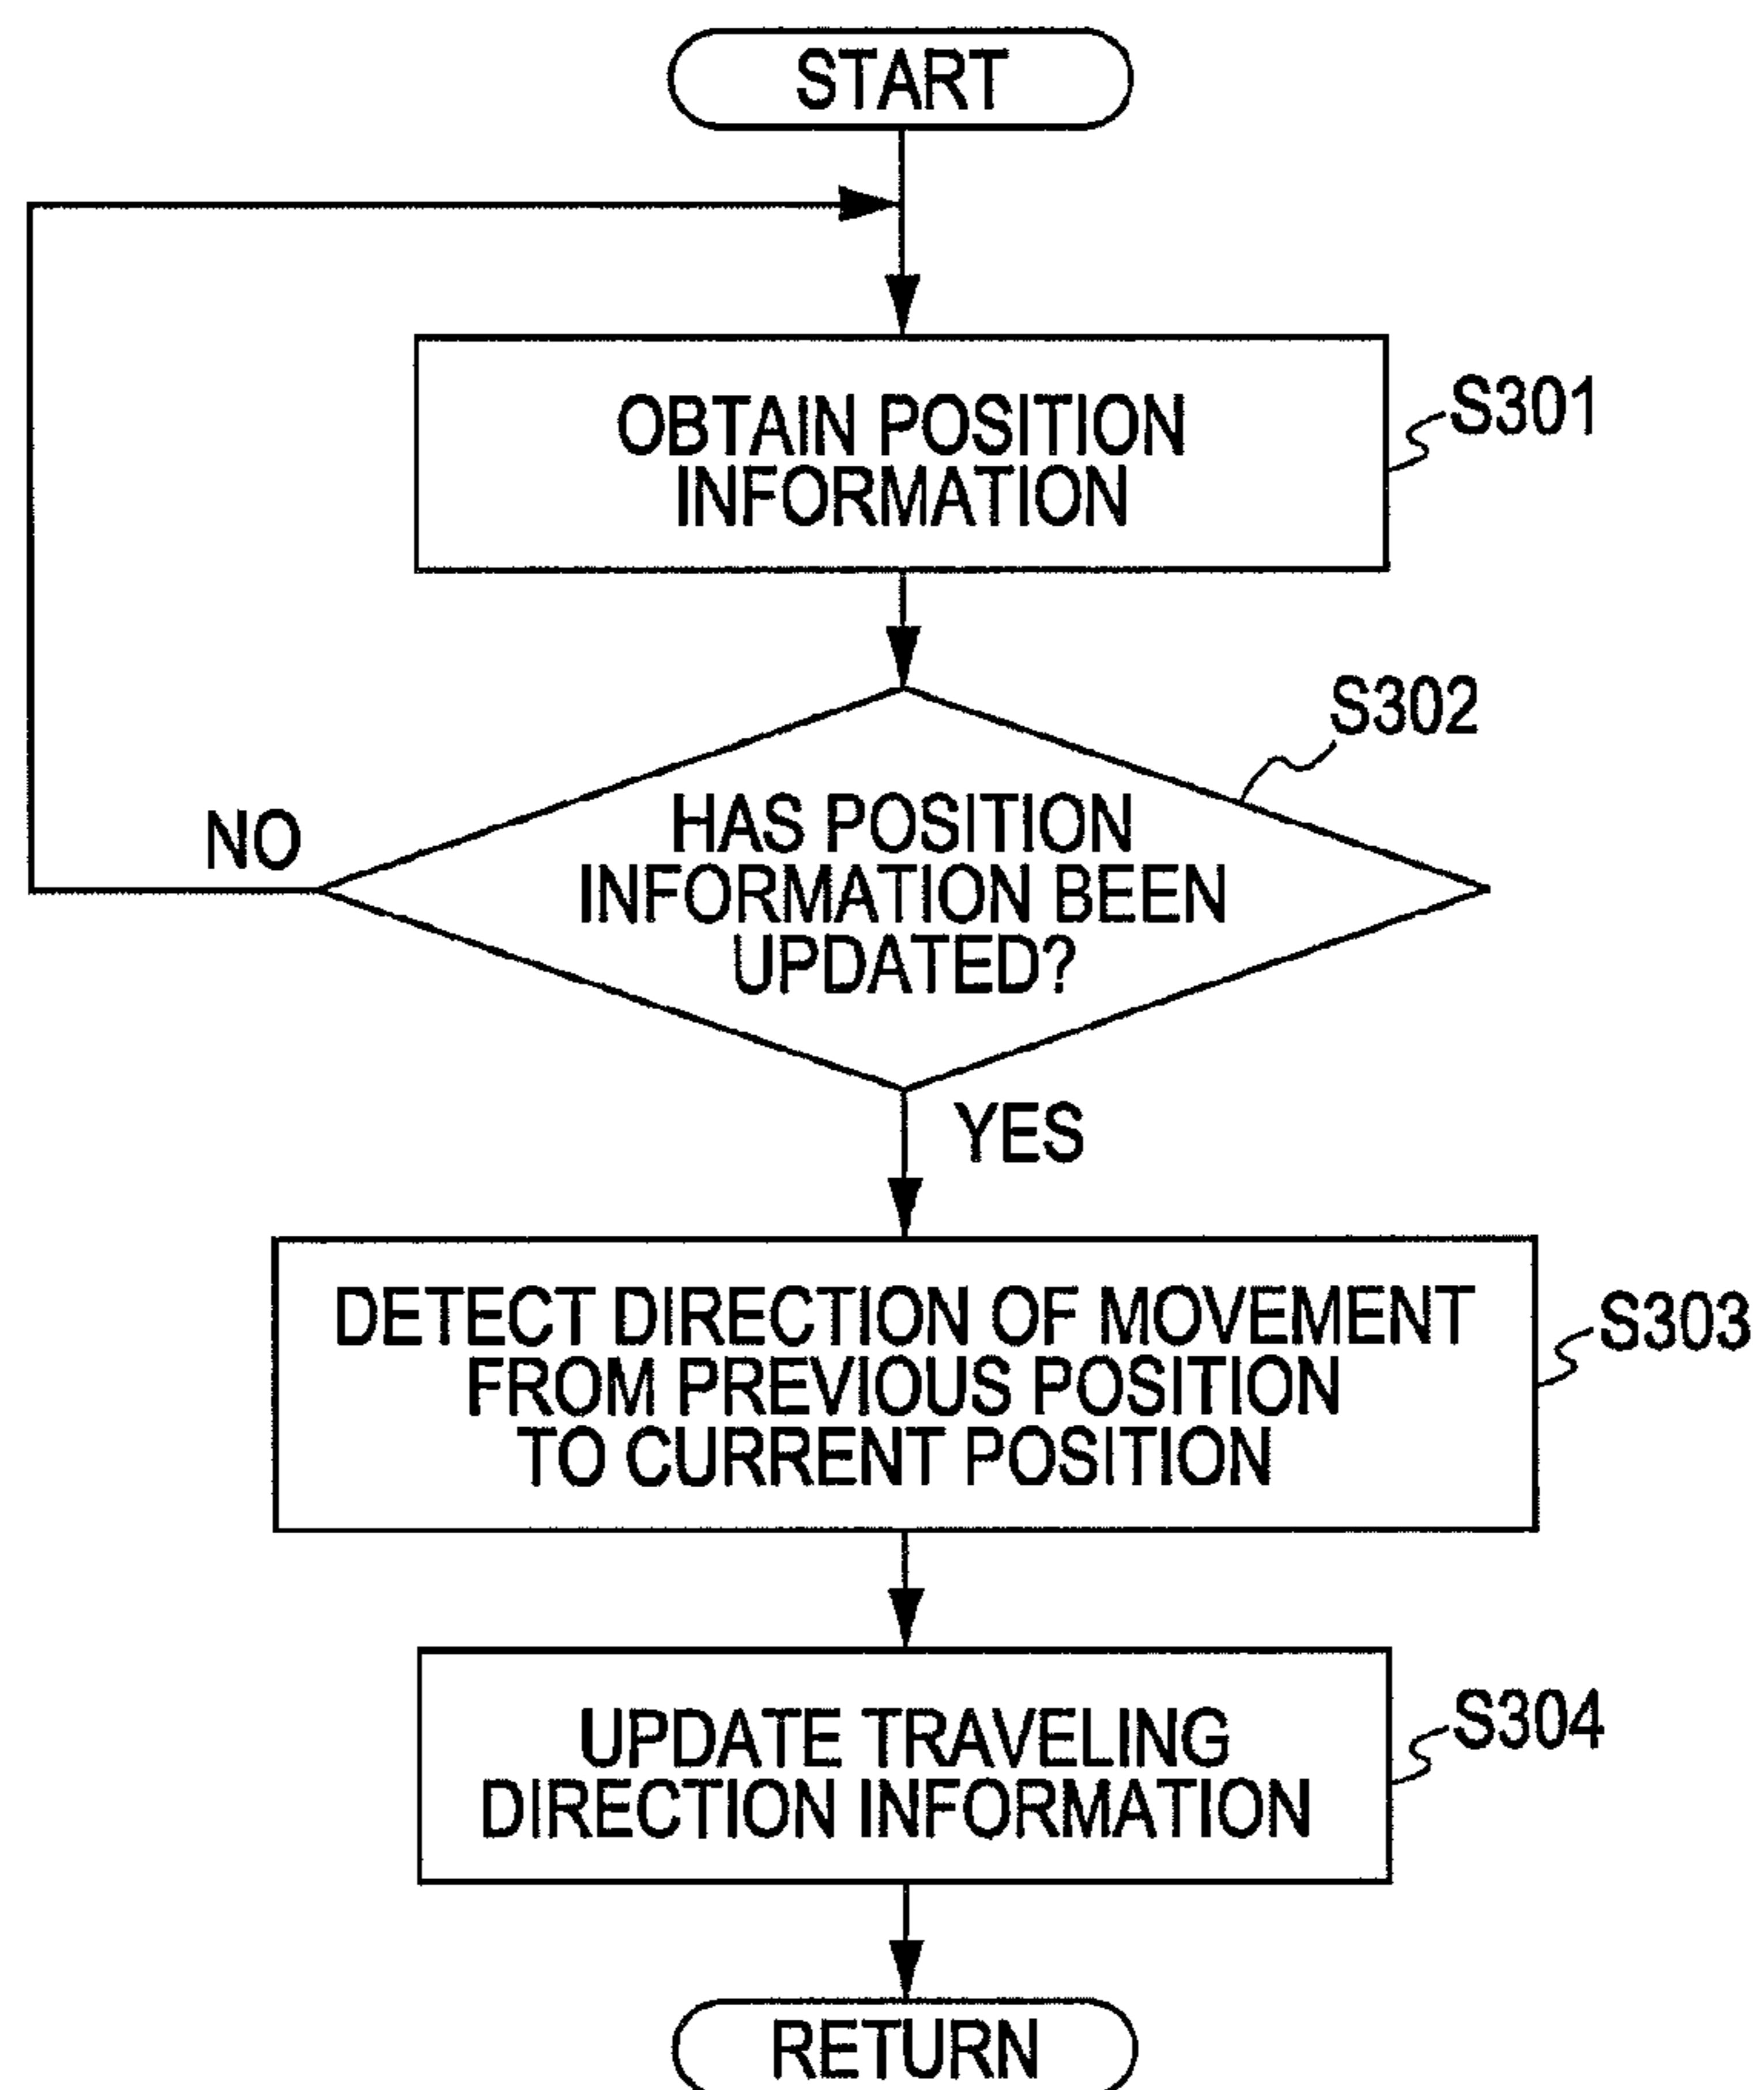 START
OBTAIN POSITION
INFORMATION
S301
S302
HAS POSITION
INFORMATION BEEN
UPDATED?
NO
YES
DETECT DIRECTION OF MOVEMENT
FROM PREVIOUS POSITION
TO CURRENT POSITION
S303
UPDATE TRAVELING
DIRECTION INFORMATION
S304
RETURN